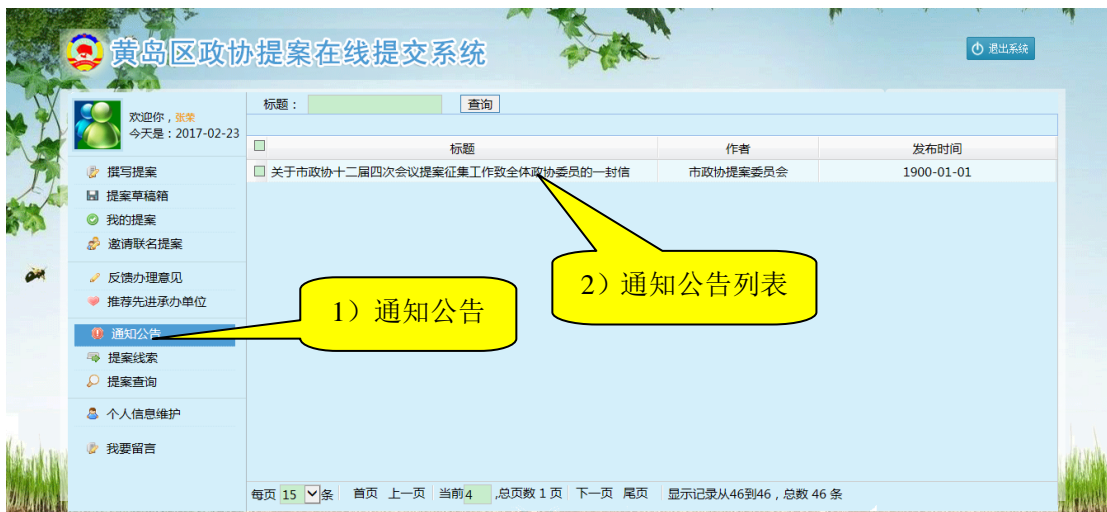 黄岛区政协提案在线提交系统
退出系统
欢迎你，张荣
今天是：2017-02-23
标题：
查询
标题 作者 发布时间
关于市政协十二届四次会议提案征集工作致全体政协委员的一封信 市政协提案委员会 1900-01-01
撰写提案
提案草稿箱
我的提案
邀请联名提案
反馈办理意见
推荐先进承办单位
通知公告
提案线索
提案查询
个人信息维护
我要留言
1）通知公告
2）通知公告列表
每页 15 条 首页 上一页 当前4 ,总页数 1 页 下一页 尾页 显示记录从46到46，总数 46 条